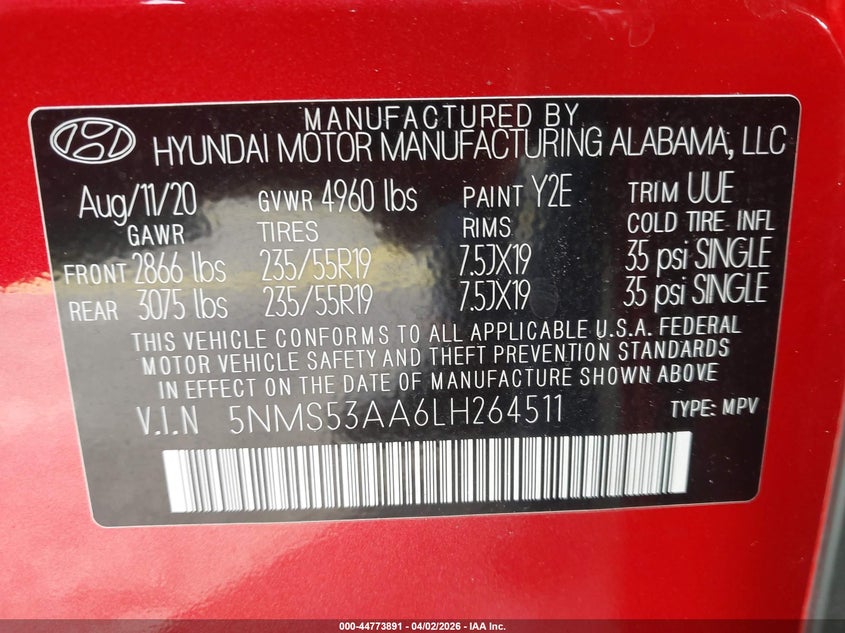 MANUFACTURED BY
HYUNDAI MOTOR MANUFACTURING ALABAMA, LLC
Aug/11/20 GVWR 4960 lbs PAINT Y2E TRIM UUE
GAWR TIRES RIMS COLD TIRE INFL
FRONT 2866 lbs 235/55R19 7.5JX19 35 psi SINGLE
REAR 3075 lbs 235/55R19 7.5JX19 35 psi SINGLE
THIS VEHICLE CONFORMS TO ALL APPLICABLE U.S.A. FEDERAL
MOTOR VEHICLE SAFETY AND THEFT PREVENTION STANDARDS
IN EFFECT ON THE DATE OF MANUFACTURE SHOWN ABOVE
V.I.N 5NMS53AA6LH264511 TYPE: MPV
000-44773891 - 04/02/2026 - IAA Inc.